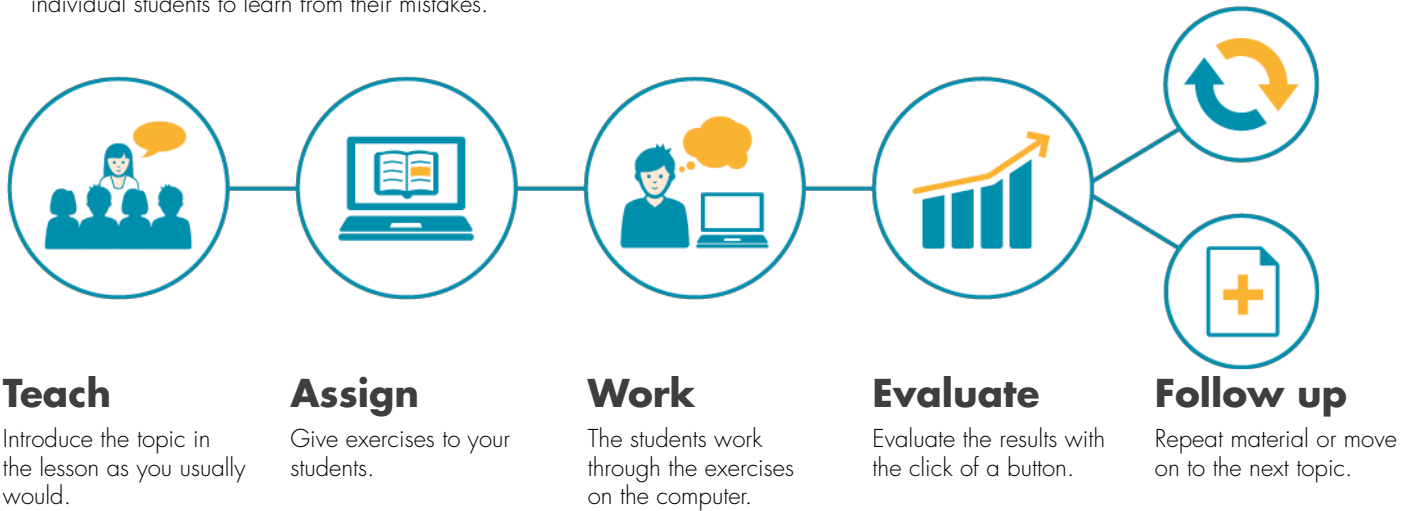 individual students to learn from their mistakes.
Teach
Introduce the topic in
the lesson as you usually
would.
Assign
Give exercises to your
students.
Work
The students work
through the exercises
on the computer.
Evaluate
Evaluate the results with
the click of a button.
Follow up
Repeat material or move
on to the next topic.